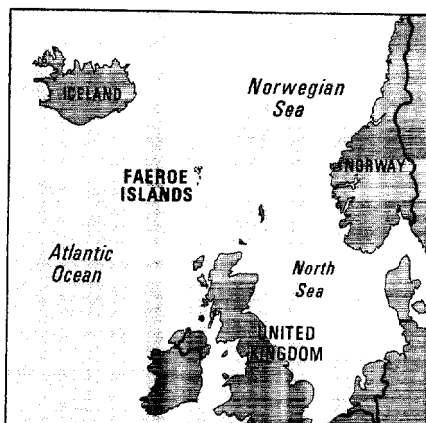 ICELAND
Norwegian
Sea
NORWAY
FAEROE
ISLANDS
Atlantic
Ocean
North
Sea
UNITED
KINGDOM